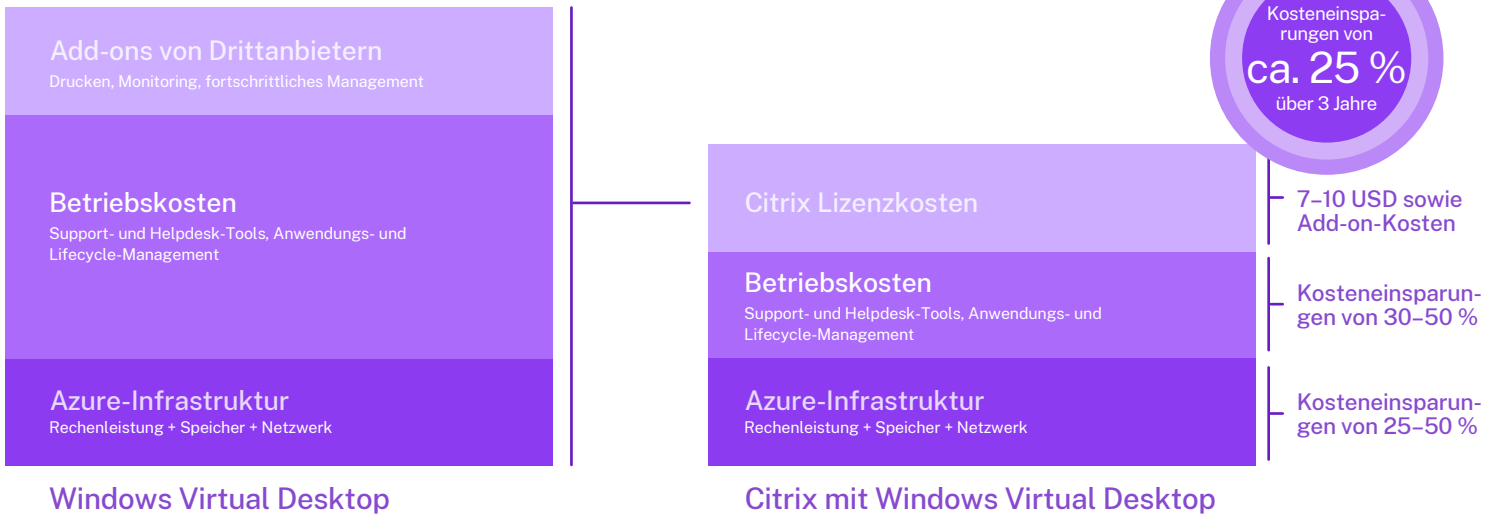 Add-ons von Drittanbietern
Drucken, Monitoring, fortschrittliches Management
Betriebskosten
Support- und Helpdesk-Tools, Anwendungs- und
Lifecycle-Management
Azure-Infrastruktur
Rechenleistung + Speicher + Netzwerk
Windows Virtual Desktop
Kosteneinspa-
rungen von
ca. 25 %
über 3 Jahre
Citrix Lizenzkosten
7–10 USD sowie
Add-on-Kosten
Betriebskosten
Support- und Helpdesk-Tools, Anwendungs- und
Lifecycle-Management
Kosteneinsparun-
gen von 30–50 %
Azure-Infrastruktur
Rechenleistung + Speicher + Netzwerk
Kosteneinsparun-
gen von 25–50 %
Citrix mit Windows Virtual Desktop